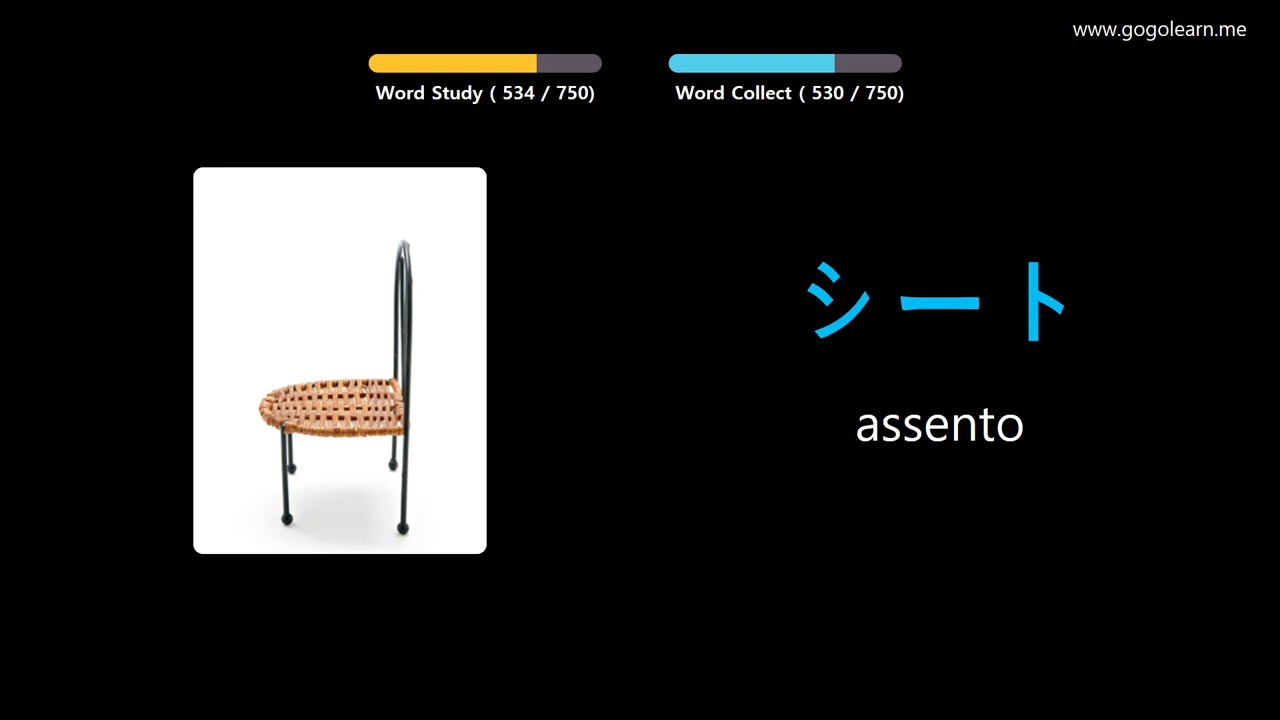 www.gogolearn.me
Word Study ( 534 / 750)
Word Collect ( 530 / 750)
シート
assento